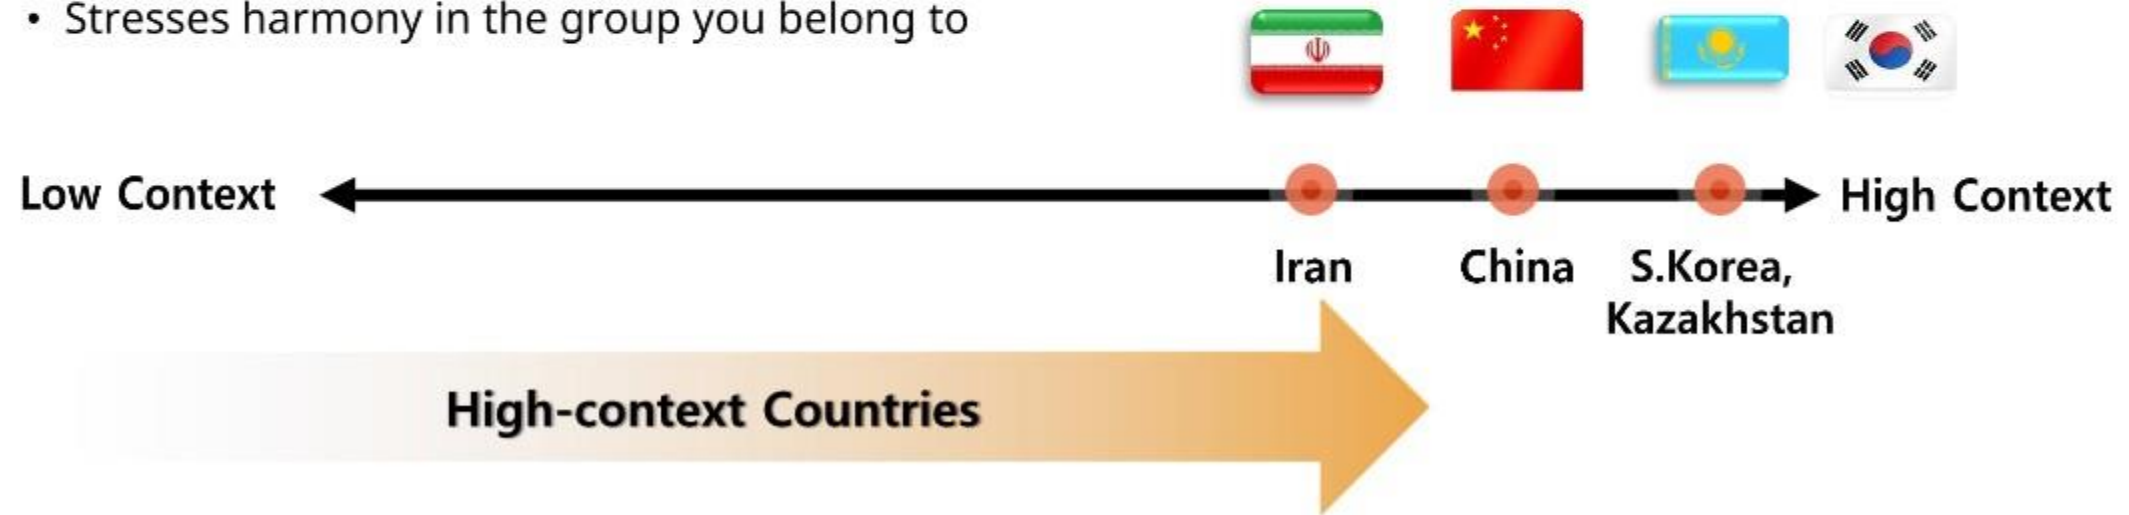 • Stresses harmony in the group you belong to
Low Context
High Context
Iran
China
S.Korea,
Kazakhstan
High-context Countries